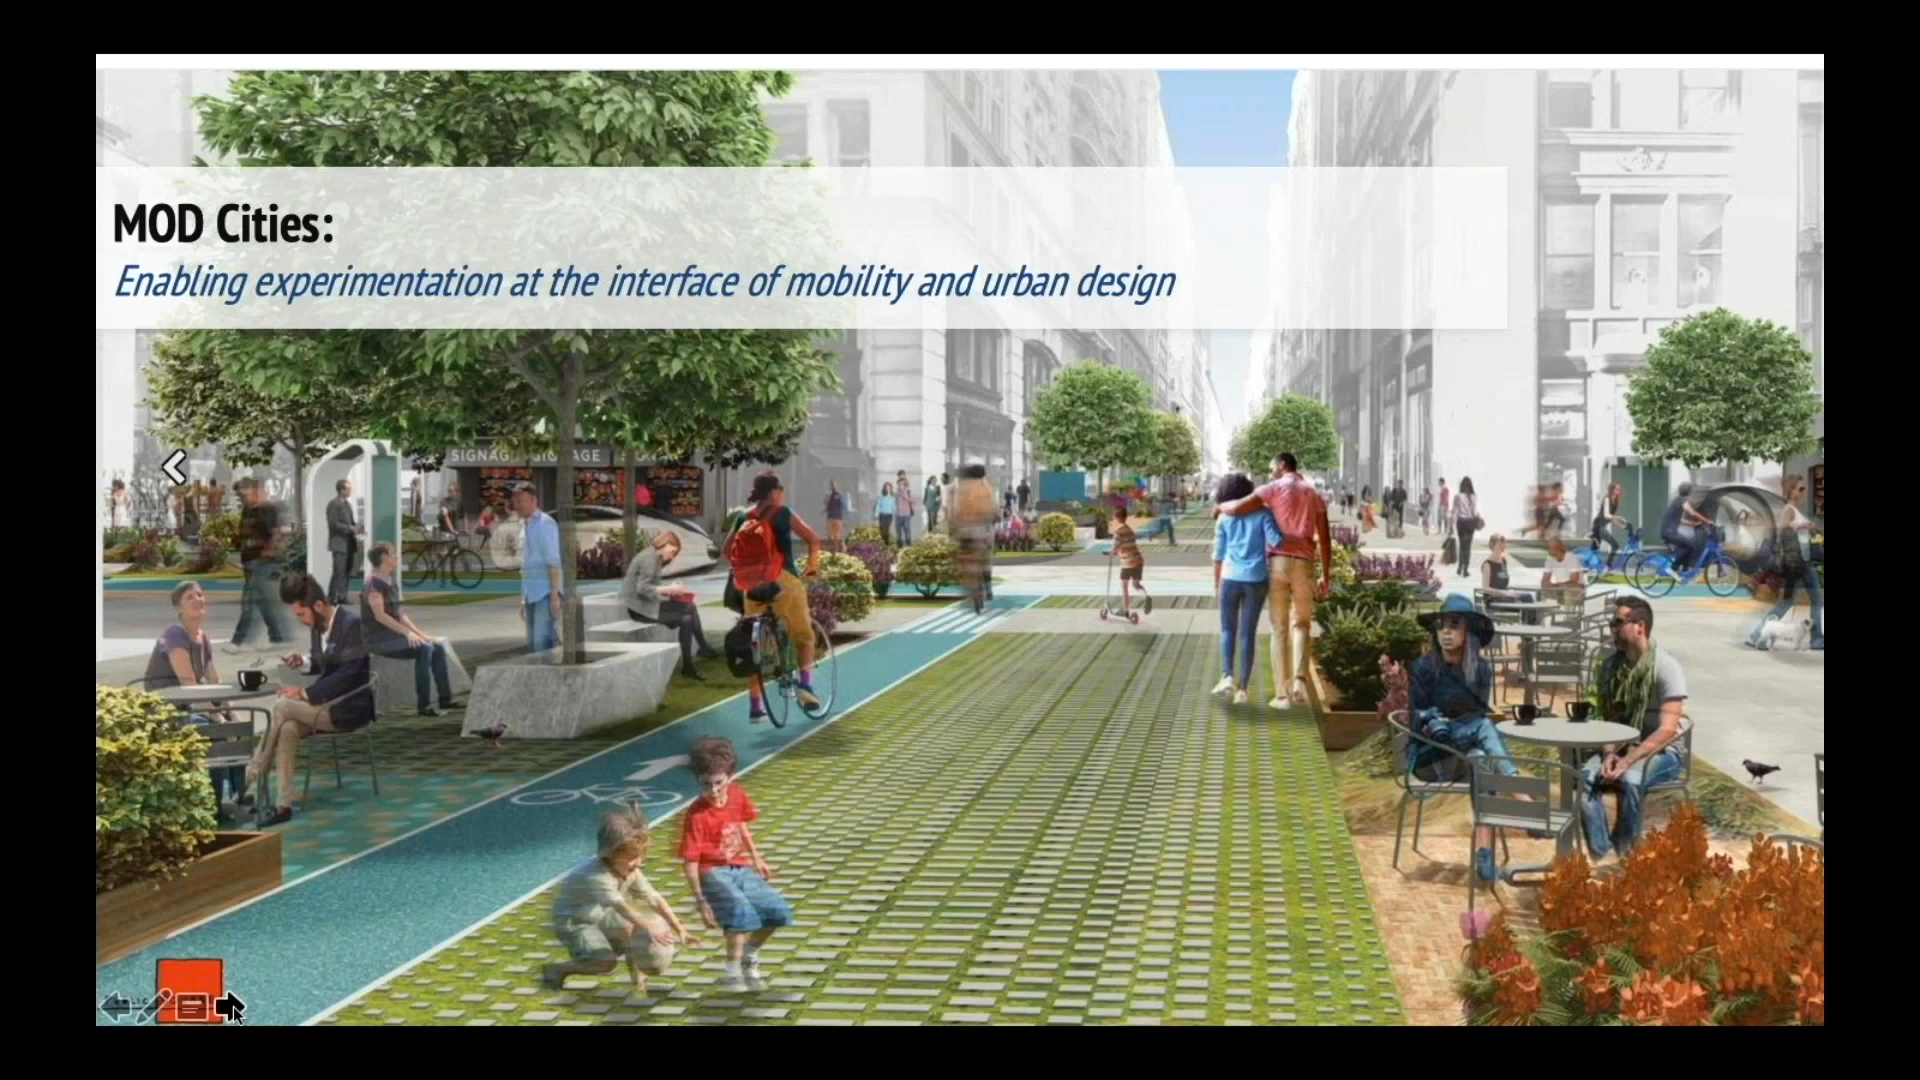 MOD Cities:
Enabling experimentation at the interface of mobility and urban design
SIGNAGE